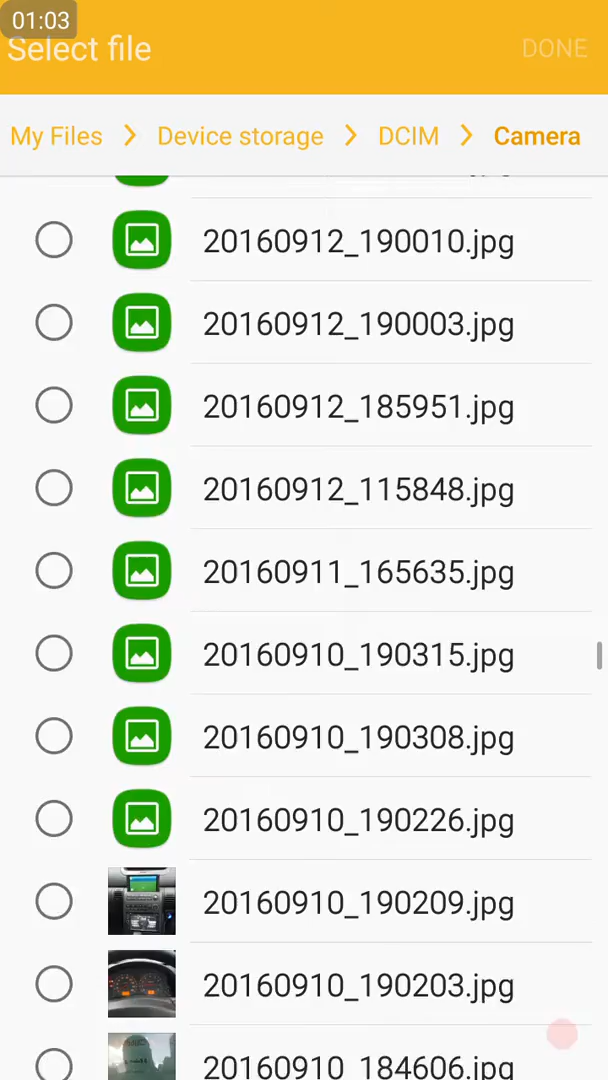 01:03
Select file
DONE
My Files > Device storage > DCIM > Camera
20160912_190010.jpg
20160912_190003.jpg
20160912_185951.jpg
20160912_115848.jpg
20160911_165635.jpg
20160910_190315.jpg
20160910_190308.jpg
20160910_190226.jpg
20160910_190209.jpg
20160910_190203.jpg
20160910_184606.jpg